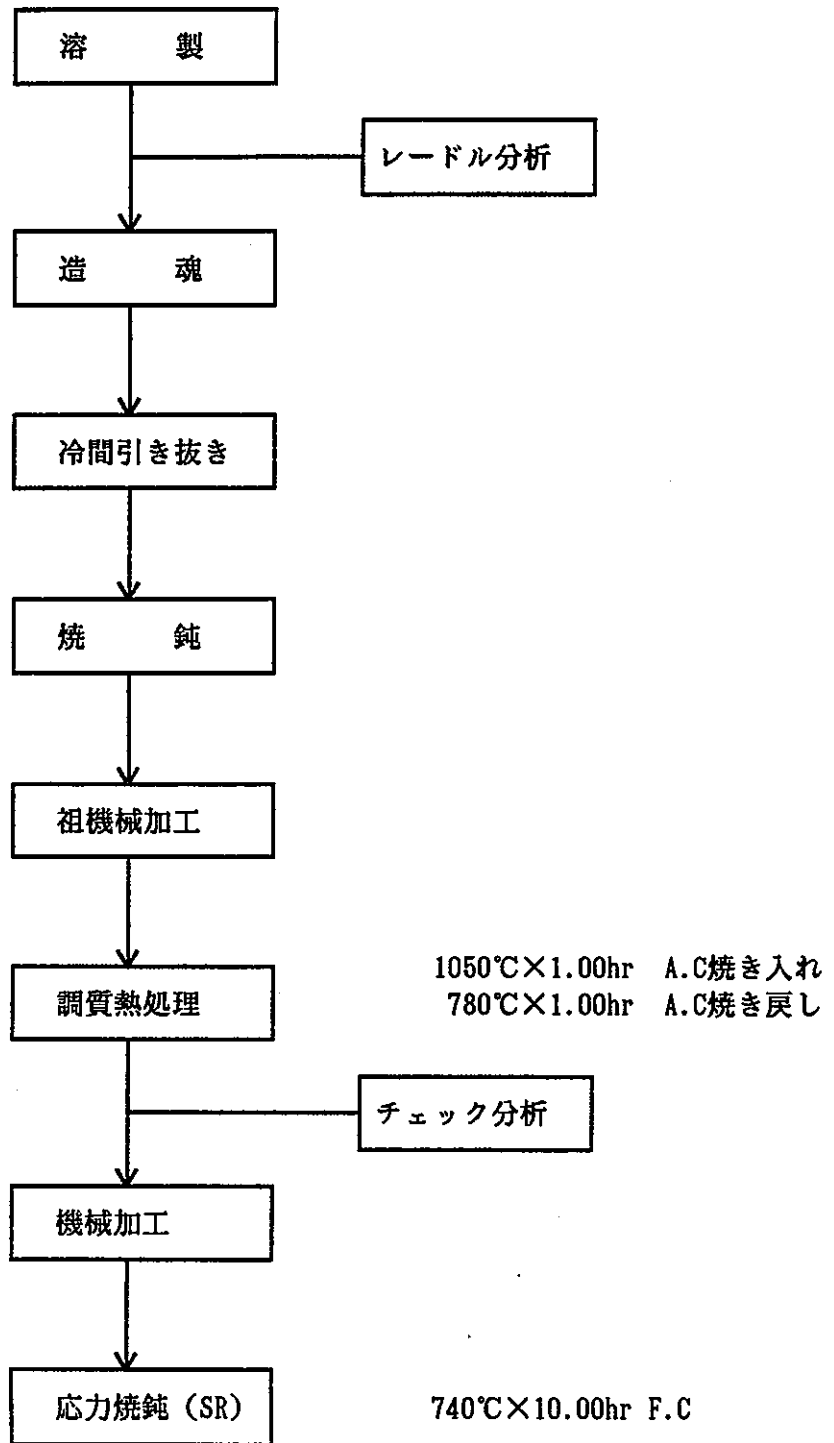 溶　製
レードル分析
造　魂
冷間引き抜き
焼　鈍
祖機械加工
1050℃×1.00hr　A.C焼き入れ
調質熱処理
780℃×1.00hr　A.C焼き戻し
チェック分析
機械加工
応力焼鈍（SR）
740℃×10.00hr F.C